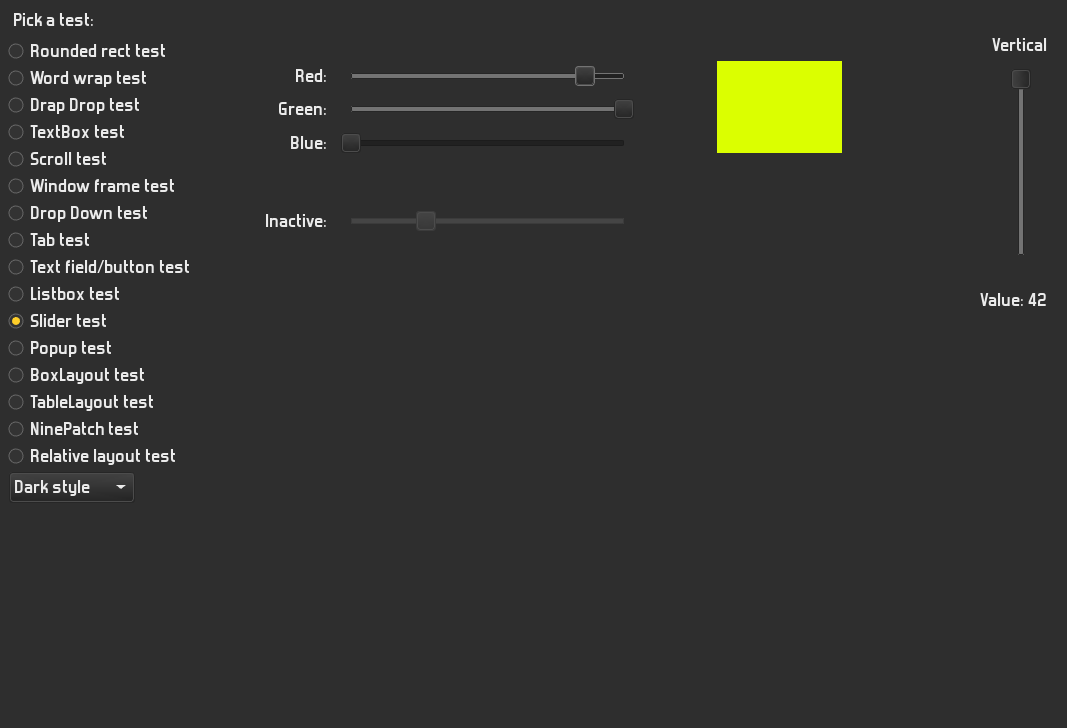 Pick a test:
Rounded rect test
Word wrap test
Drap Drop test
TextBox test
Scroll test
Window frame test
Drop Down test
Tab test
Text field/button test
Listbox test
Slider test
Popup test
BoxLayout test
TableLayout test
NinePatch test
Relative layout test
Dark style
Red:
Green:
Blue:
Inactive:
Vertical
Value: 42